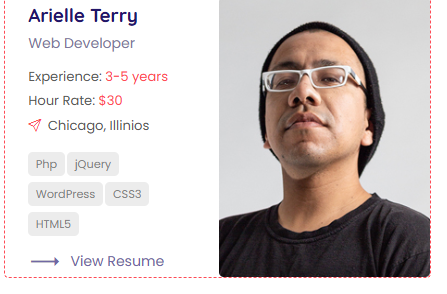 Arielle Terry
Web Developer
Experience: 3-5 years
Hour Rate: $30
Chicago, Illinios
Php jQuery
WordPress CSS3
HTML5
View Resume